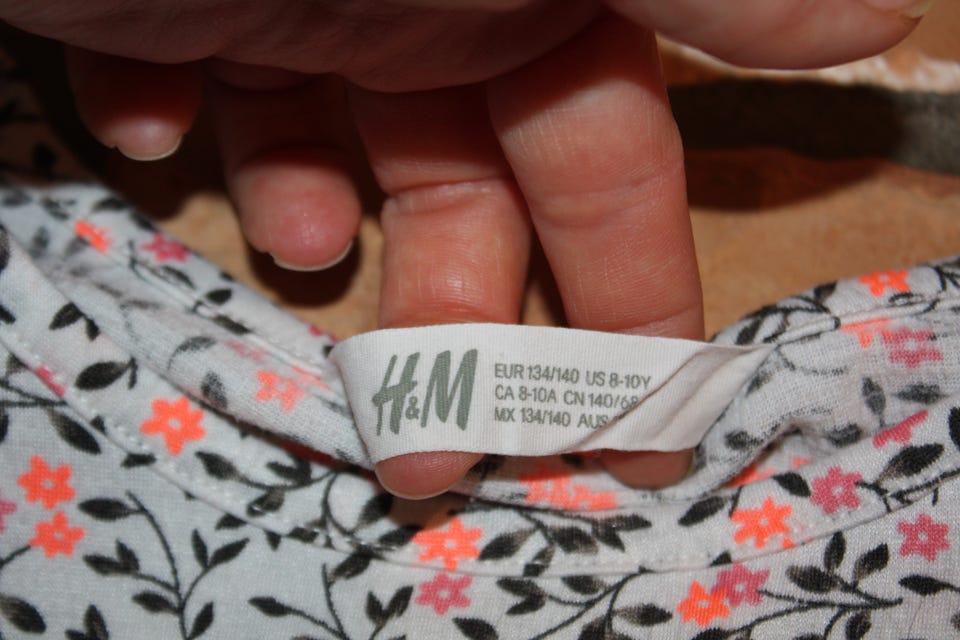 H&M
EUR 134/140 US 8-10Y
CA 8-10A CN 140/68
MX 134/140 AUS